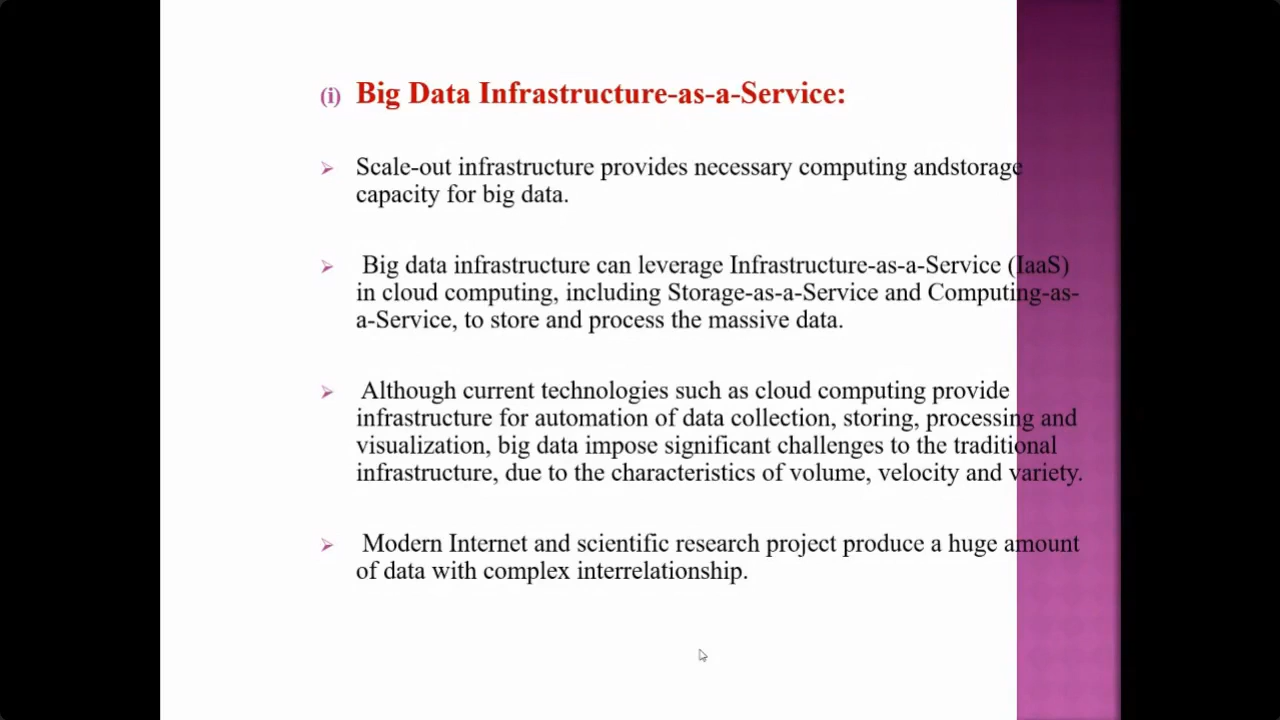 (i) Big Data Infrastructure-as-a-Service:
Scale-out infrastructure provides necessary computing andstorage
capacity for big data.
Big data infrastructure can leverage Infrastructure-as-a-Service (IaaS)
in cloud computing, including Storage-as-a-Service and Computing-as-
a-Service, to store and process the massive data.
Although current technologies such as cloud computing provide
infrastructure for automation of data collection, storing, processing and
visualization, big data impose significant challenges to the traditional
infrastructure, due to the characteristics of volume, velocity and variety.
Modern Internet and scientific research project produce a huge amount
of data with complex interrelationship.